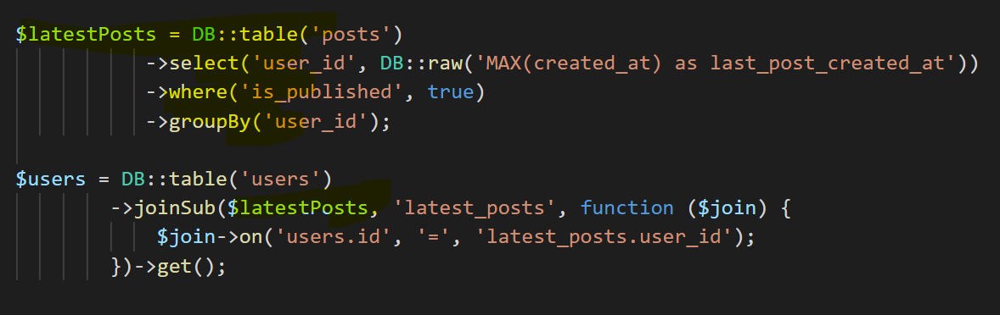 $latestPosts = DB::table('posts')
->select('user_id', DB::raw('MAX(created_at) as last_post_created_at'))
->where('is_published', true)
->groupBy('user_id');
$users = DB::table('users')
->joinSub($latestPosts, 'latest_posts', function ($join) {
$join->on('users.id', '=', 'latest_posts.user_id');
})->get();